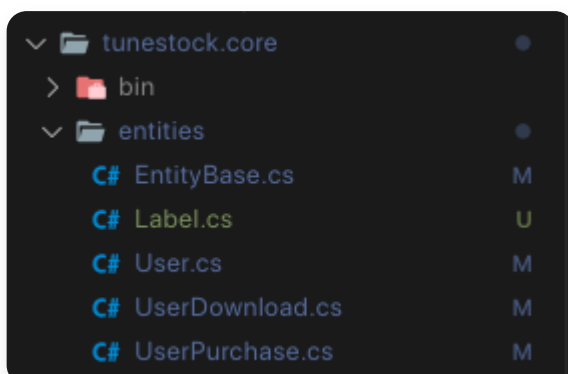 tunestock.core
bin
entities
C# EntityBase.cs M
C# Label.cs U
C# User.cs M
C# UserDownload.cs M
C# UserPurchase.cs M